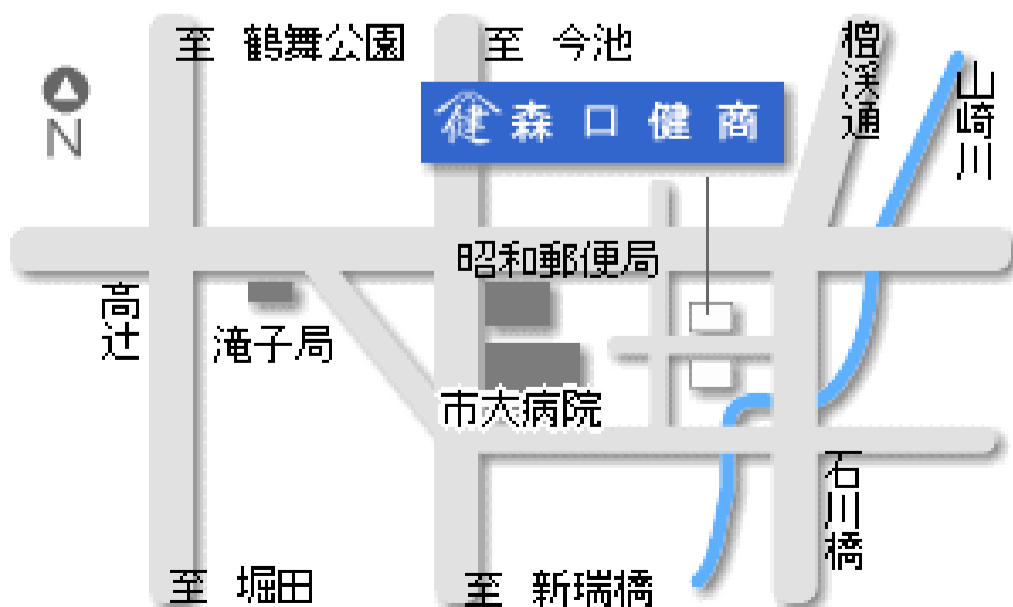 至 鶴舞公園
至 今池
檀渓通
山崎川
N
健 森口健商
昭和郵便局
高辻
滝子局
市大病院
石川橋
至 堀田
至 新瑞橋